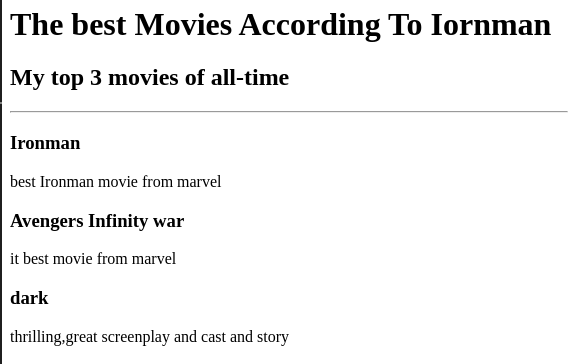 The best Movies According To Iornman
My top 3 movies of all-time
Ironman
best Ironman movie from marvel
Avengers Infinity war
it best movie from marvel
dark
thrilling,great screenplay and cast and story